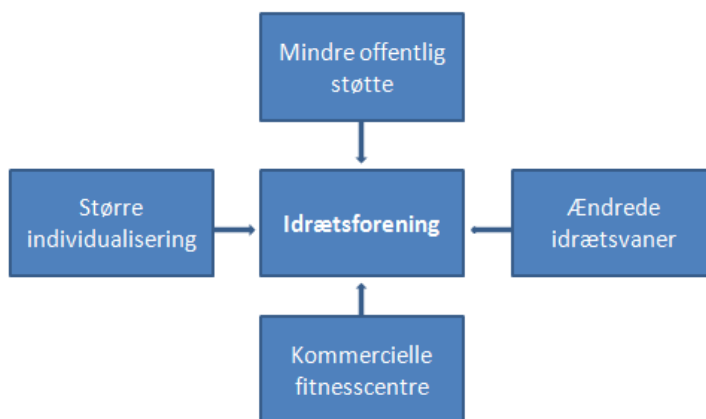 Mindre offentlig
støtte
Større
individualisering
Idrætsforening
Ændrede
idrætsvaner
Kommercielle
fitnesscentre